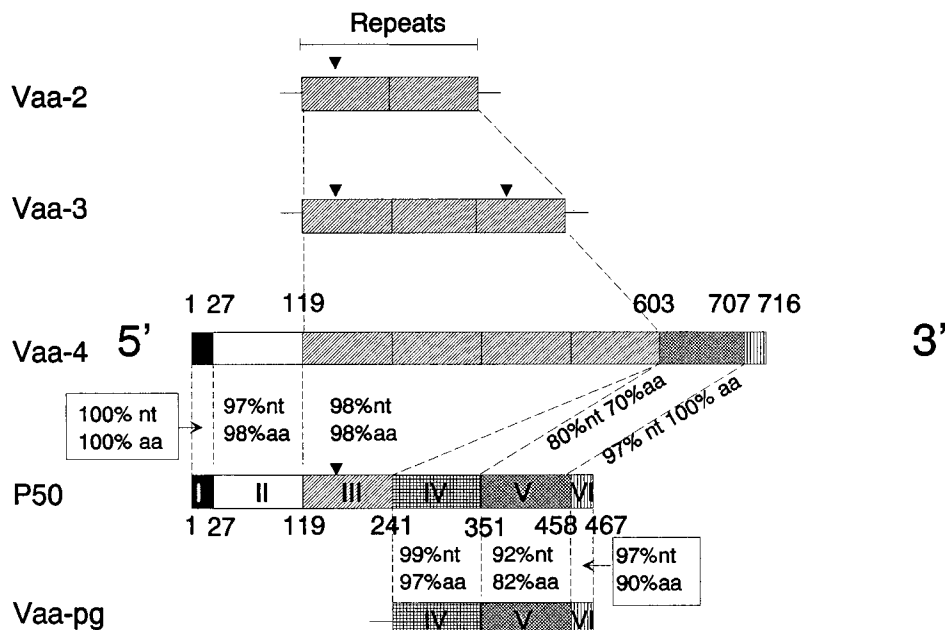 Repeats
Vaa-2
Vaa-3
1 27 119 603 707 716
5’ 3’
Vaa-4
100% nt
100% aa
97%nt
98%aa
98%nt
98%aa
80%nt 70%aa
97% nt 100% aa
P50
I II III IV V VI
1 27 119 241 351 458 467
99%nt
97%aa
92%nt
82%aa
97%nt
90%aa
Vaa-pg
IV V VI